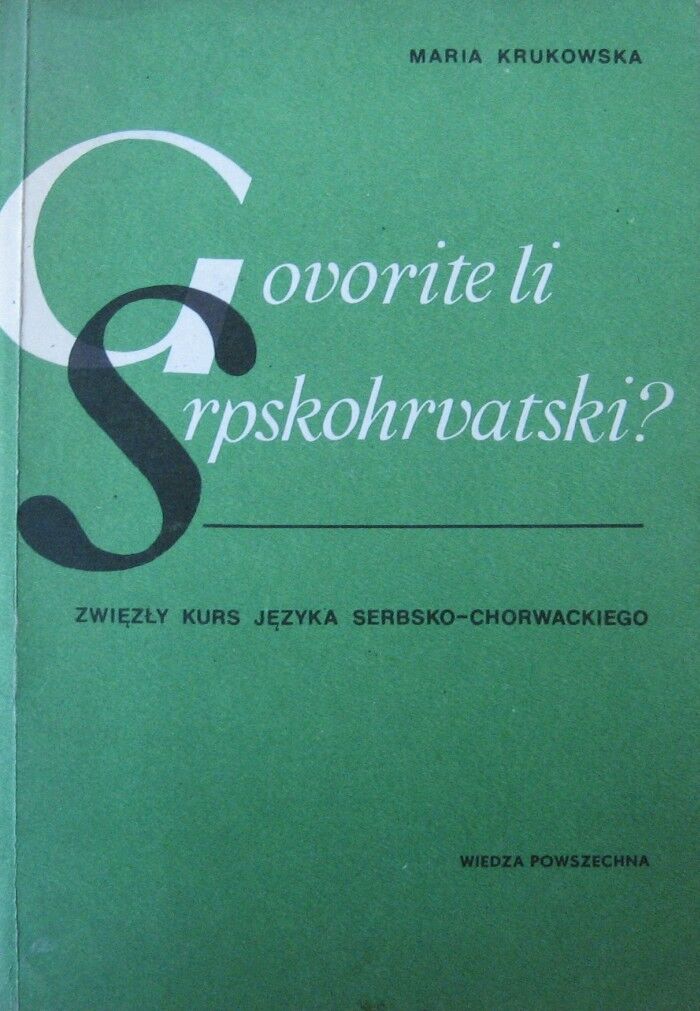 MARIA KRUKOWSKA
Govorite li
Srpskohrvatski?
ZWIĘZŁY KURS JĘZYKA SERBSKO-CHORWACKIEGO
WIEDZA POWSZECHNA